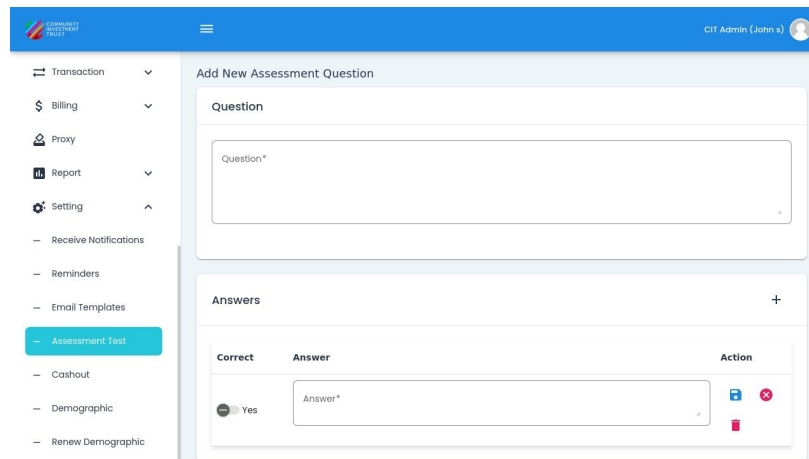 COMMUNITY
INVESTMENT
TRUST
CIT Admin (John s)
Transaction
Billing
Proxy
Report
Setting
Receive Notifications
Reminders
Email Templates
Assessment Test
Cashout
Demographic
Renew Demographic
Add New Assessment Question
Question
Question*
Answers
Correct Answer Action
Yes Answer*